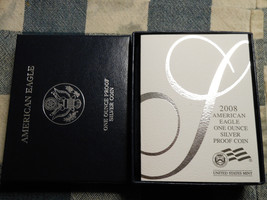 AMERICAN EAGLE
ONE OUNCE PROOF
SILVER COIN
2008
AMERICAN
EAGLE
ONE OUNCE
SILVER
PROOF COIN
UNITED STATES MINT